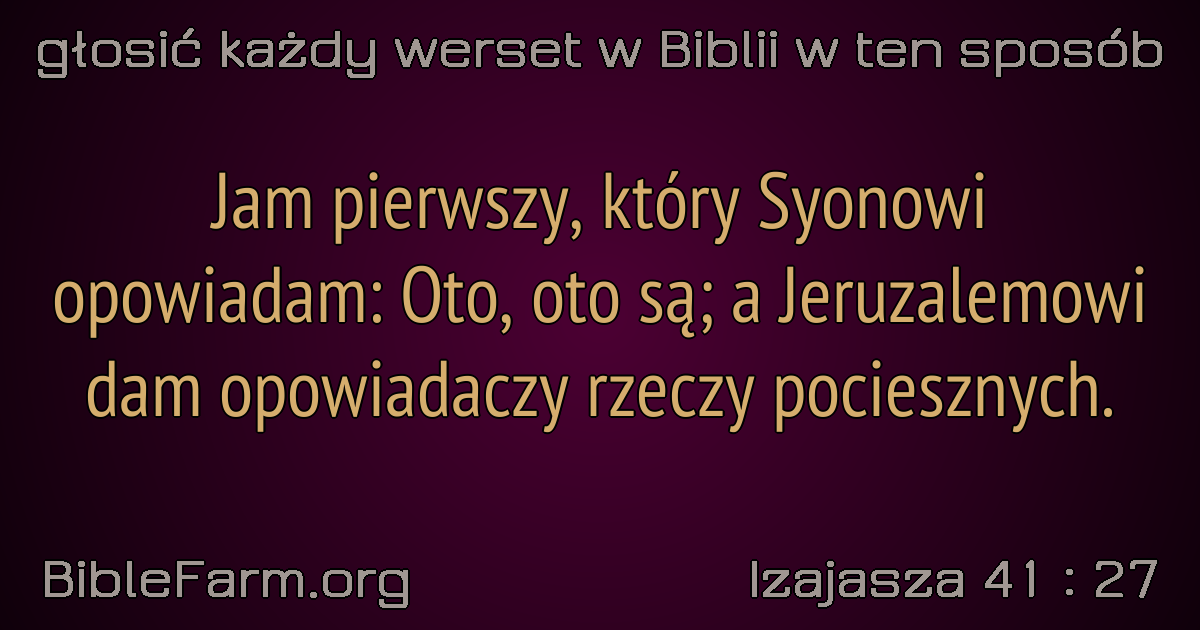 głosić każdy werset w Biblii w ten sposób
Jam pierwszy, który Syonowi
opowiadam: Oto, oto są; a Jeruzalemowi
dam opowiadaczy rzeczy pociesznych.
BibleFarm.org
Izajasza 41 : 27